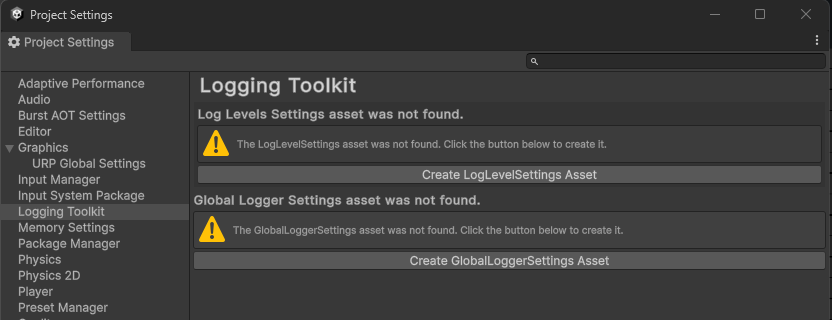 Project Settings
Project Settings
Adaptive Performance
Audio
Burst AOT Settings
Editor
Graphics
URP Global Settings
Input Manager
Input System Package
Logging Toolkit
Memory Settings
Package Manager
Physics
Physics 2D
Player
Preset Manager
Logging Toolkit
Log Levels Settings asset was not found.
The LogLevelSettings asset was not found. Click the button below to create it.
Create LogLevelSettings Asset
Global Logger Settings asset was not found.
The GlobalLoggerSettings asset was not found. Click the button below to create it.
Create GlobalLoggerSettings Asset